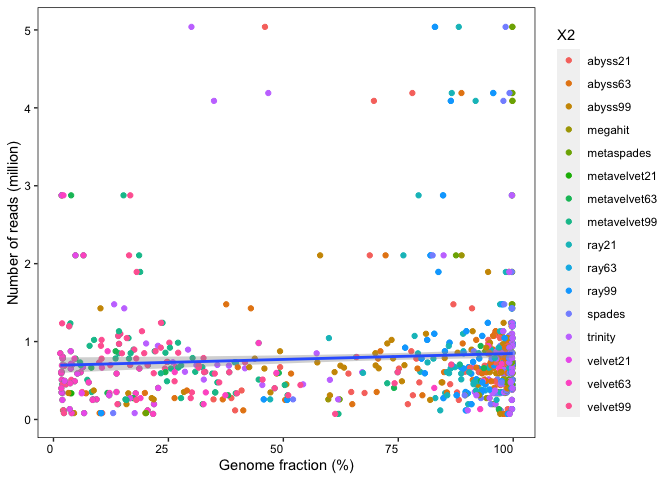 Number of reads (million)
5
4
3
2
1
0
0
25
50
75
100
Genome fraction (%)
X2
abyss21
abyss63
abyss99
megahit
metaspades
metavelvet21
metavelvet63
metavelvet99
ray21
ray63
ray99
spades
trinity
velvet21
velvet63
velvet99